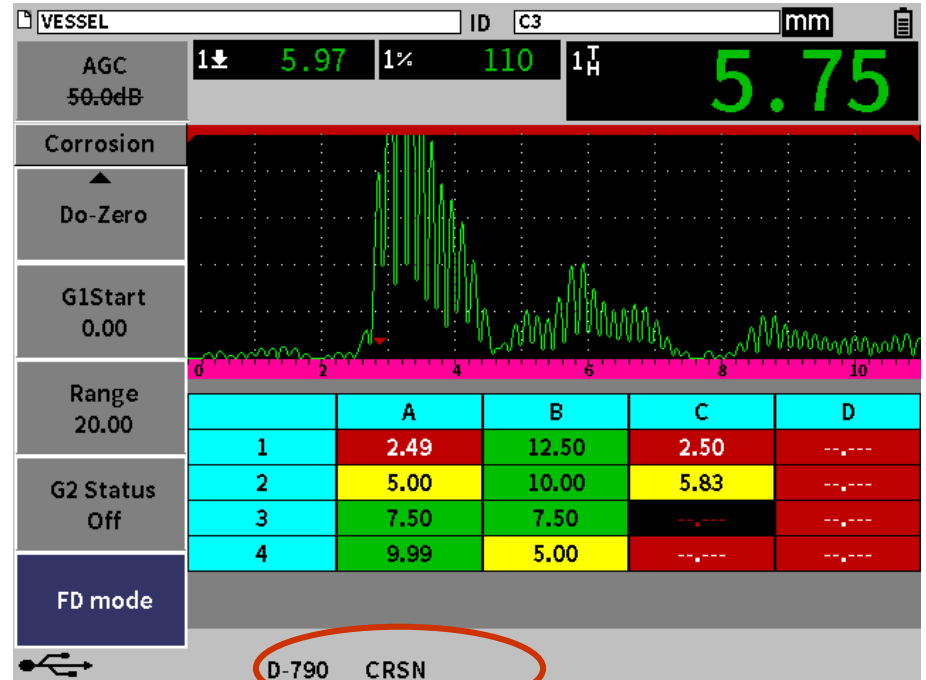 VESSEL ID C3 mm
AGC
50.0dB
1 5.97 1% 110 1 TH 5.75
Corrosion
Do-Zero
G1Start
0.00
Range
20.00
G2 Status
Off
FD mode
0 2 4 6 8 10
A B C D
1 2.49 12.50 2.50 --.---
2 5.00 10.00 5.83 --.---
3 7.50 7.50 --.--- --.---
4 9.99 5.00 --.--- --.---
D-790 CRSN